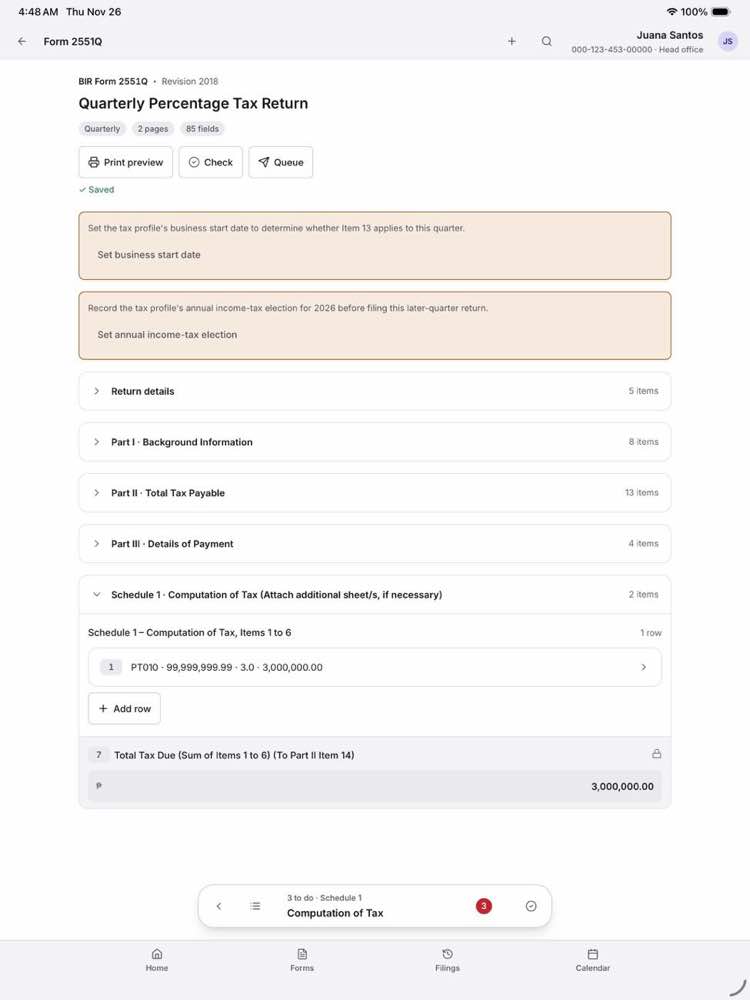 4:48 AM Thu Nov 26
100%
Form 2551Q
Juana Santos
000-123-453-00000 · Head office
JS
BIR Form 2551Q • Revision 2018
Quarterly Percentage Tax Return
Quarterly
2 pages
85 fields
Print preview
Check
Queue
✓ Saved
Set the tax profile's business start date to determine whether Item 13 applies to this quarter.
Set business start date
Record the tax profile's annual income-tax election for 2026 before filing this later-quarter return.
Set annual income-tax election
Return details
5 items
Part I · Background Information
8 items
Part II · Total Tax Payable
13 items
Part III · Details of Payment
4 items
Schedule 1 · Computation of Tax (Attach additional sheet/s, if necessary)
2 items
Schedule 1 – Computation of Tax, Items 1 to 6
1 row
1 PT010 · 99,999,999.99 · 3.0 · 3,000,000.00
+ Add row
7 Total Tax Due (Sum of Items 1 to 6) (To Part II Item 14)
₱ 3,000,000.00
3 to do · Schedule 1
Computation of Tax
3
Home
Forms
Filings
Calendar